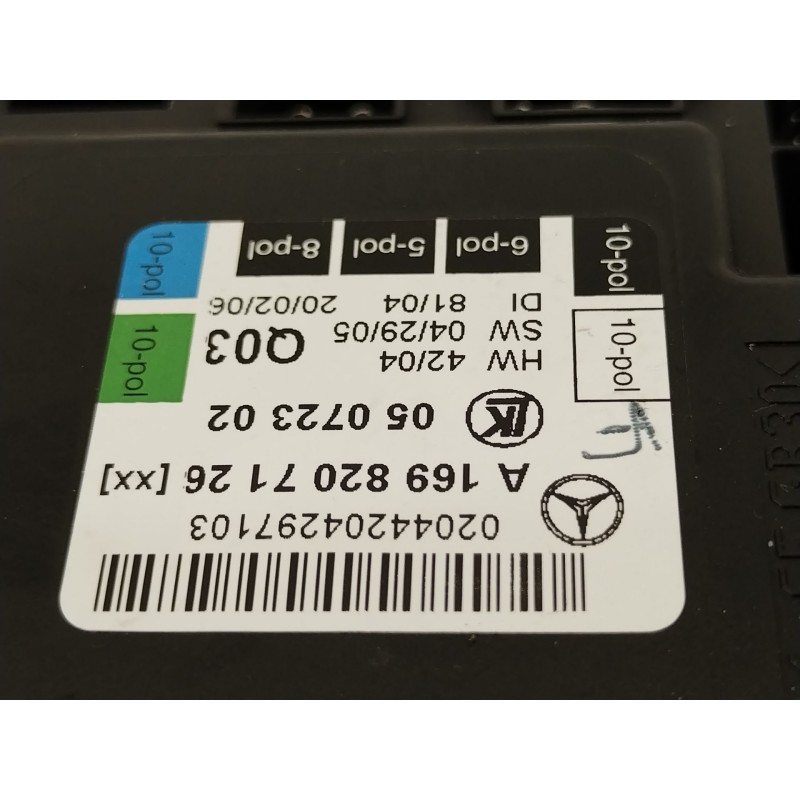 02044204297103
A 169 820 71 26 [xx]
05 0723 02
HW 42/04
SW 04/29/05
DI 81/04 20/02/06
Q03
10-pol
10-pol
6-pol
5-pol
8-pol
10-pol
10-pol